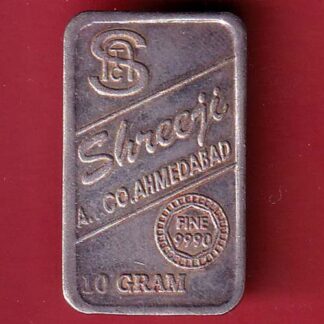 Shreeji
CO. AHMEDABAD
FINE
9990
10 GRAM